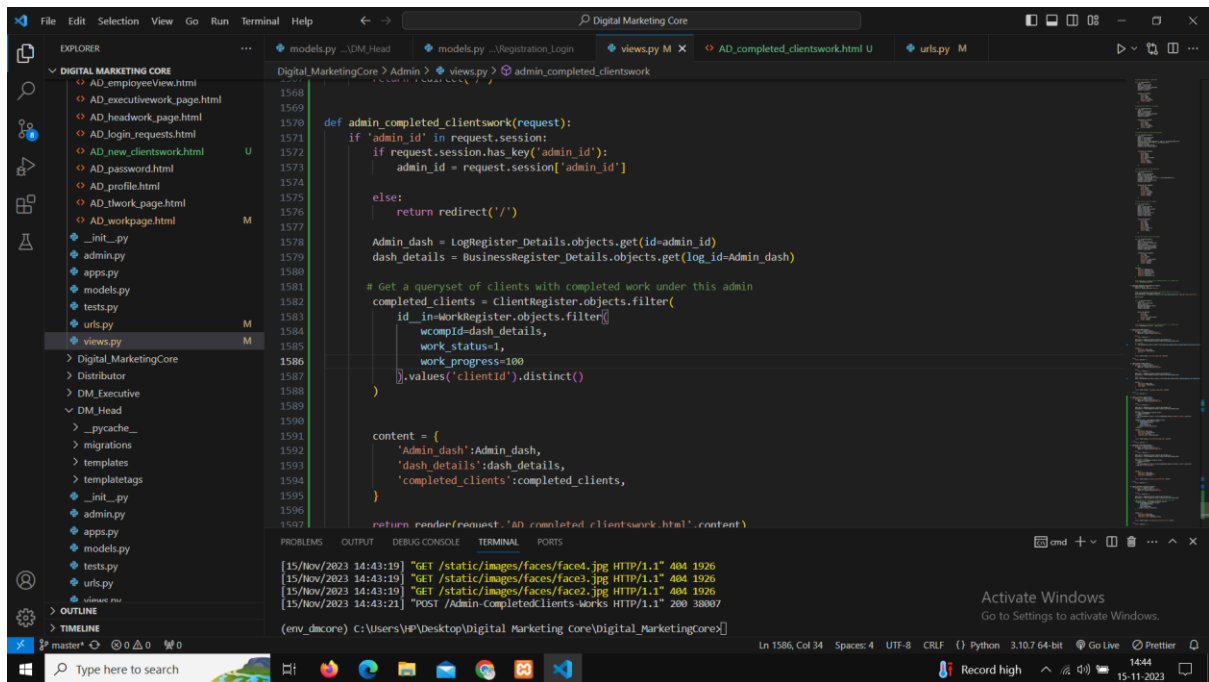 File Edit Selection View Go Run Terminal Help
Digital Marketing Core
EXPLORER
DIGITAL MARKETING CORE
AD_employeeView.html
AD_executivework_page.html
AD_headwork_page.html
AD_login_requests.html
AD_new_clientswork.html U
AD_password.html
AD_profile.html
AD_tlwork_page.html
AD_workpage.html M
__init__.py
admin.py
apps.py
models.py
tests.py
urls.py M
views.py M
Digital_MarketingCore
Distributor
DM_Executive
DM_Head
__pycache__
migrations
templates
templatetags
__init__.py
admin.py
apps.py
models.py
tests.py
urls.py
views.py
OUTLINE
TIMELINE
models.py ...\DM_Head
models.py ...\Registration_Login
views.py M
AD_completed_clientswork.html U
urls.py M
Digital_MarketingCore > Admin > views.py > admin_completed_clientswork
1567 return redirect('/')
1568
1569
1570 def admin_completed_clientswork(request):
1571 if 'admin_id' in request.session:
1572 if request.session.has_key('admin_id'):
1573 admin_id = request.session['admin_id']
1574
1575 else:
1576 return redirect('/')
1577
1578 Admin_dash = LogRegister_Details.objects.get(id=admin_id)
1579 dash_details = BusinessRegister_Details.objects.get(log_id=Admin_dash)
1580
1581 # Get a queryset of clients with completed work under this admin
1582 completed_clients = ClientRegister.objects.filter(
1583 id__in=WorkRegister.objects.filter(
1584 wcompId=dash_details,
1585 work_status=1,
1586 work_progress=100
1587 ).values('clientId').distinct()
1588 )
1589
1590
1591 content = {
1592 'Admin_dash':Admin_dash,
1593 'dash_details':dash_details,
1594 'completed_clients':completed_clients,
1595 }
1596
1597 return render(request,'AD_completed_clientswork.html',content)
PROBLEMS OUTPUT DEBUG CONSOLE TERMINAL PORTS
cmd
[15/Nov/2023 14:43:19] "GET /static/images/faces/face4.jpg HTTP/1.1" 404 1926
[15/Nov/2023 14:43:19] "GET /static/images/faces/face3.jpg HTTP/1.1" 404 1926
[15/Nov/2023 14:43:19] "GET /static/images/faces/face2.jpg HTTP/1.1" 404 1926
[15/Nov/2023 14:43:21] "POST /Admin-CompletedClients-Works HTTP/1.1" 200 38007
(env_dmcore) C:\Users\HP\Desktop\Digital Marketing Core\Digital_MarketingCore>
Activate Windows
Go to Settings to activate Windows.
master* 0 0 0 Ln 1586, Col 34 Spaces: 4 UTF-8 CRLF {} Python 3.10.7 64-bit Go Live Prettier
Type here to search
Record high
14:44
15-11-2023